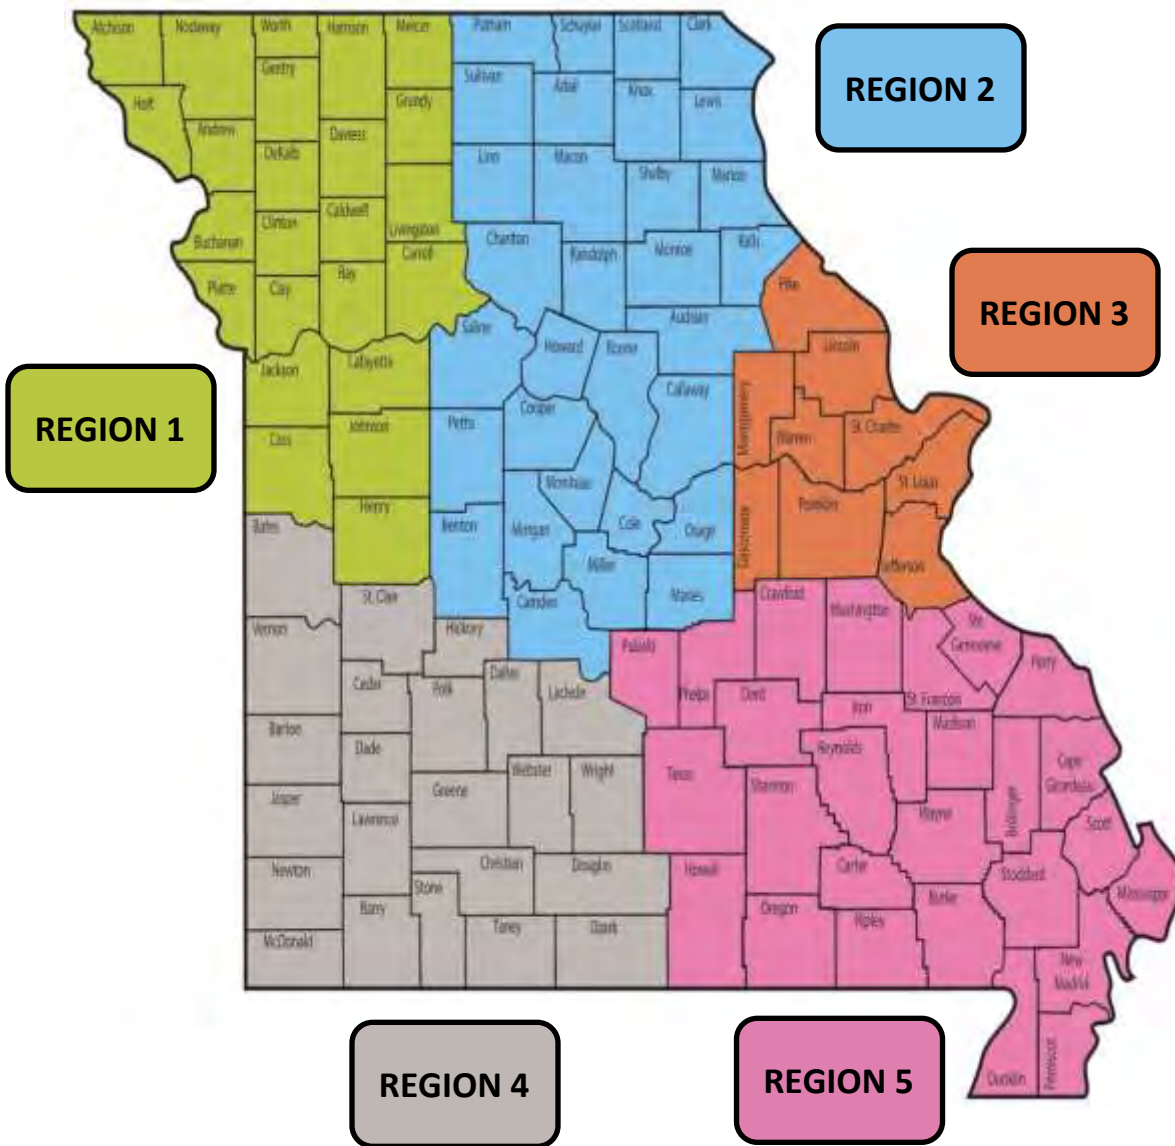 Atchison
Nodaway
Worth
Harrison
Mercer
Putnam
Schuyler
Scotland
Clark
Gentry
Sullivan
Adair
Knox
Lewis
Holt
Grundy
Andrew
Daviess
DeKalb
Linn
Macon
Shelby
Marion
Caldwell
Clinton
Livingston
Buchanan
Chariton
Randolph
Monroe
Ralls
Carroll
Platte
Clay
Ray
Pike
REGION 2
REGION 3
REGION 1
Saline
Audrain
Howard
Boone
Lincoln
Jackson
Lafayette
Callaway
Montgomery
Cooper
Cass
Johnson
Pettis
Warren
St. Charles
St. Louis
Moniteau
Henry
Franklin
Bates
Benton
Morgan
Cole
Osage
Gasconade
Miller
Jefferson
St. Clair
Camden
Maries
Crawford
Washington
Ste.
Genevieve
Vernon
Hickory
Pulaski
Perry
Cedar
Polk
Dallas
Laclede
Phelps
Dent
Iron
St. Francois
Barton
Madison
Dade
Reynolds
Webster
Wright
Texas
Shannon
Cape
Girardeau
Jasper
Greene
Bollinger
Lawrence
Wayne
Scott
Newton
Christian
Douglas
Howell
Carter
Stoddard
Stone
Mississippi
Barry
Oregon
Ripley
Butler
McDonald
Taney
Ozark
New
Madrid
Dunklin
Pemiscot
REGION 4
REGION 5